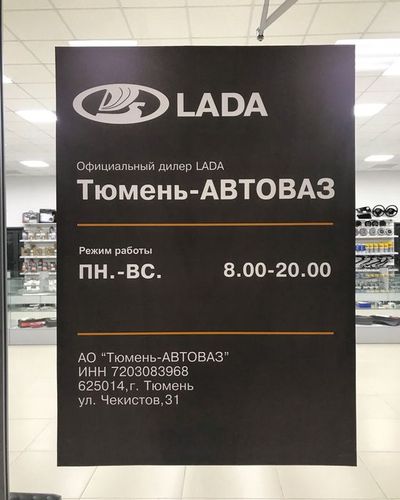 LADA
Официальный дилер LADA
Тюмень-АВТОВАЗ
Режим работы
ПН.-ВС. 8.00-20.00
АО "Тюмень-АВТОВАЗ"
ИНН 7203083968
625014,г. Тюмень
ул. Чекистов,31